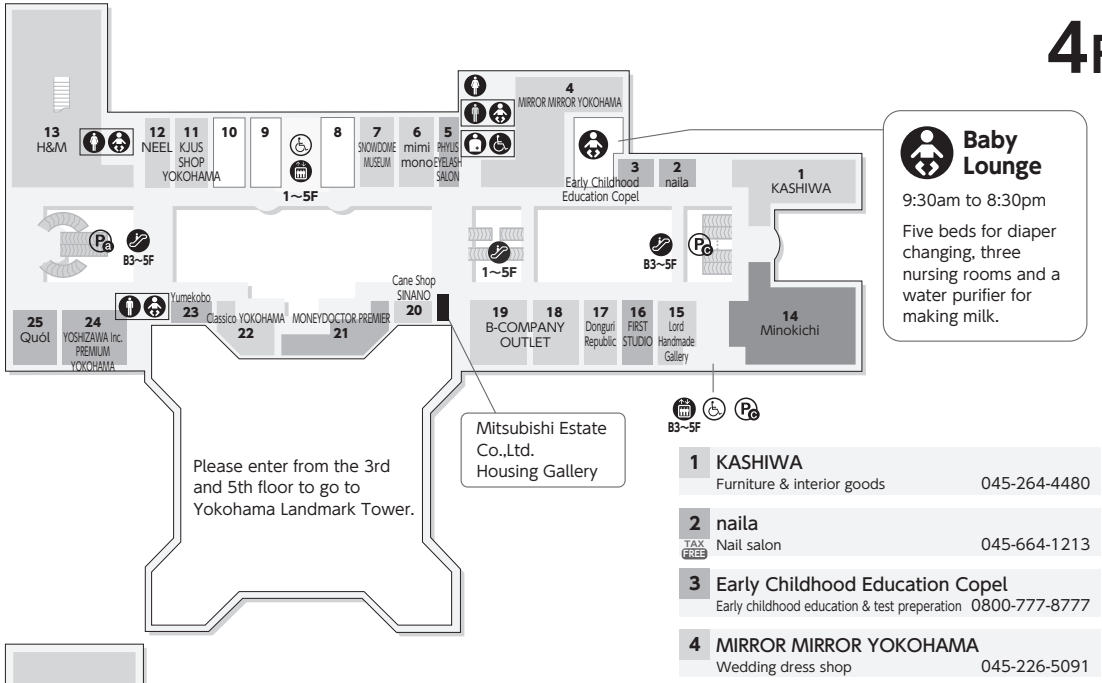 4F
13
H&M
12
NEEL
11
KJUS
SHOP
YOKOHAMA
10
9
1～5F
8
7
SNOWDOME
MUSEUM
6
mimi
mono
5
PHYLIS
EYELASH
SALON
4
MIRROR MIRROR YOKOHAMA
3
Early Childhood
Education Copel
2
naila
1
KASHIWA
Baby
Lounge
9:30am to 8:30pm
Five beds for diaper
changing, three
nursing rooms and a
water purifier for
making milk.
Pa
B3～5F
1～5F
B3～5F
Pc
25
Quól
24
YOSHIZAWA Inc.
PREMIUM
YOKOHAMA
Yumekobo
23
Classico YOKOHAMA
22
MONEYDOCTOR PREMIER
21
Cane Shop
SINANO
20
19
18
B-COMPANY
OUTLET
17
Donguri
Republic
16
FIRST
STUDIO
15
Lord
Handmade
Gallery
14
Minokichi
B3～5F
Pc
Mitsubishi Estate
Co.,Ltd.
Housing Gallery
Please enter from the 3rd
and 5th floor to go to
Yokohama Landmark Tower.
1 KASHIWA
Furniture & interior goods 045-264-4480
2 naila
TAX FREE Nail salon 045-664-1213
3 Early Childhood Education Copel
Early childhood education & test preperation 0800-777-8777
4 MIRROR MIRROR YOKOHAMA
Wedding dress shop 045-226-5091